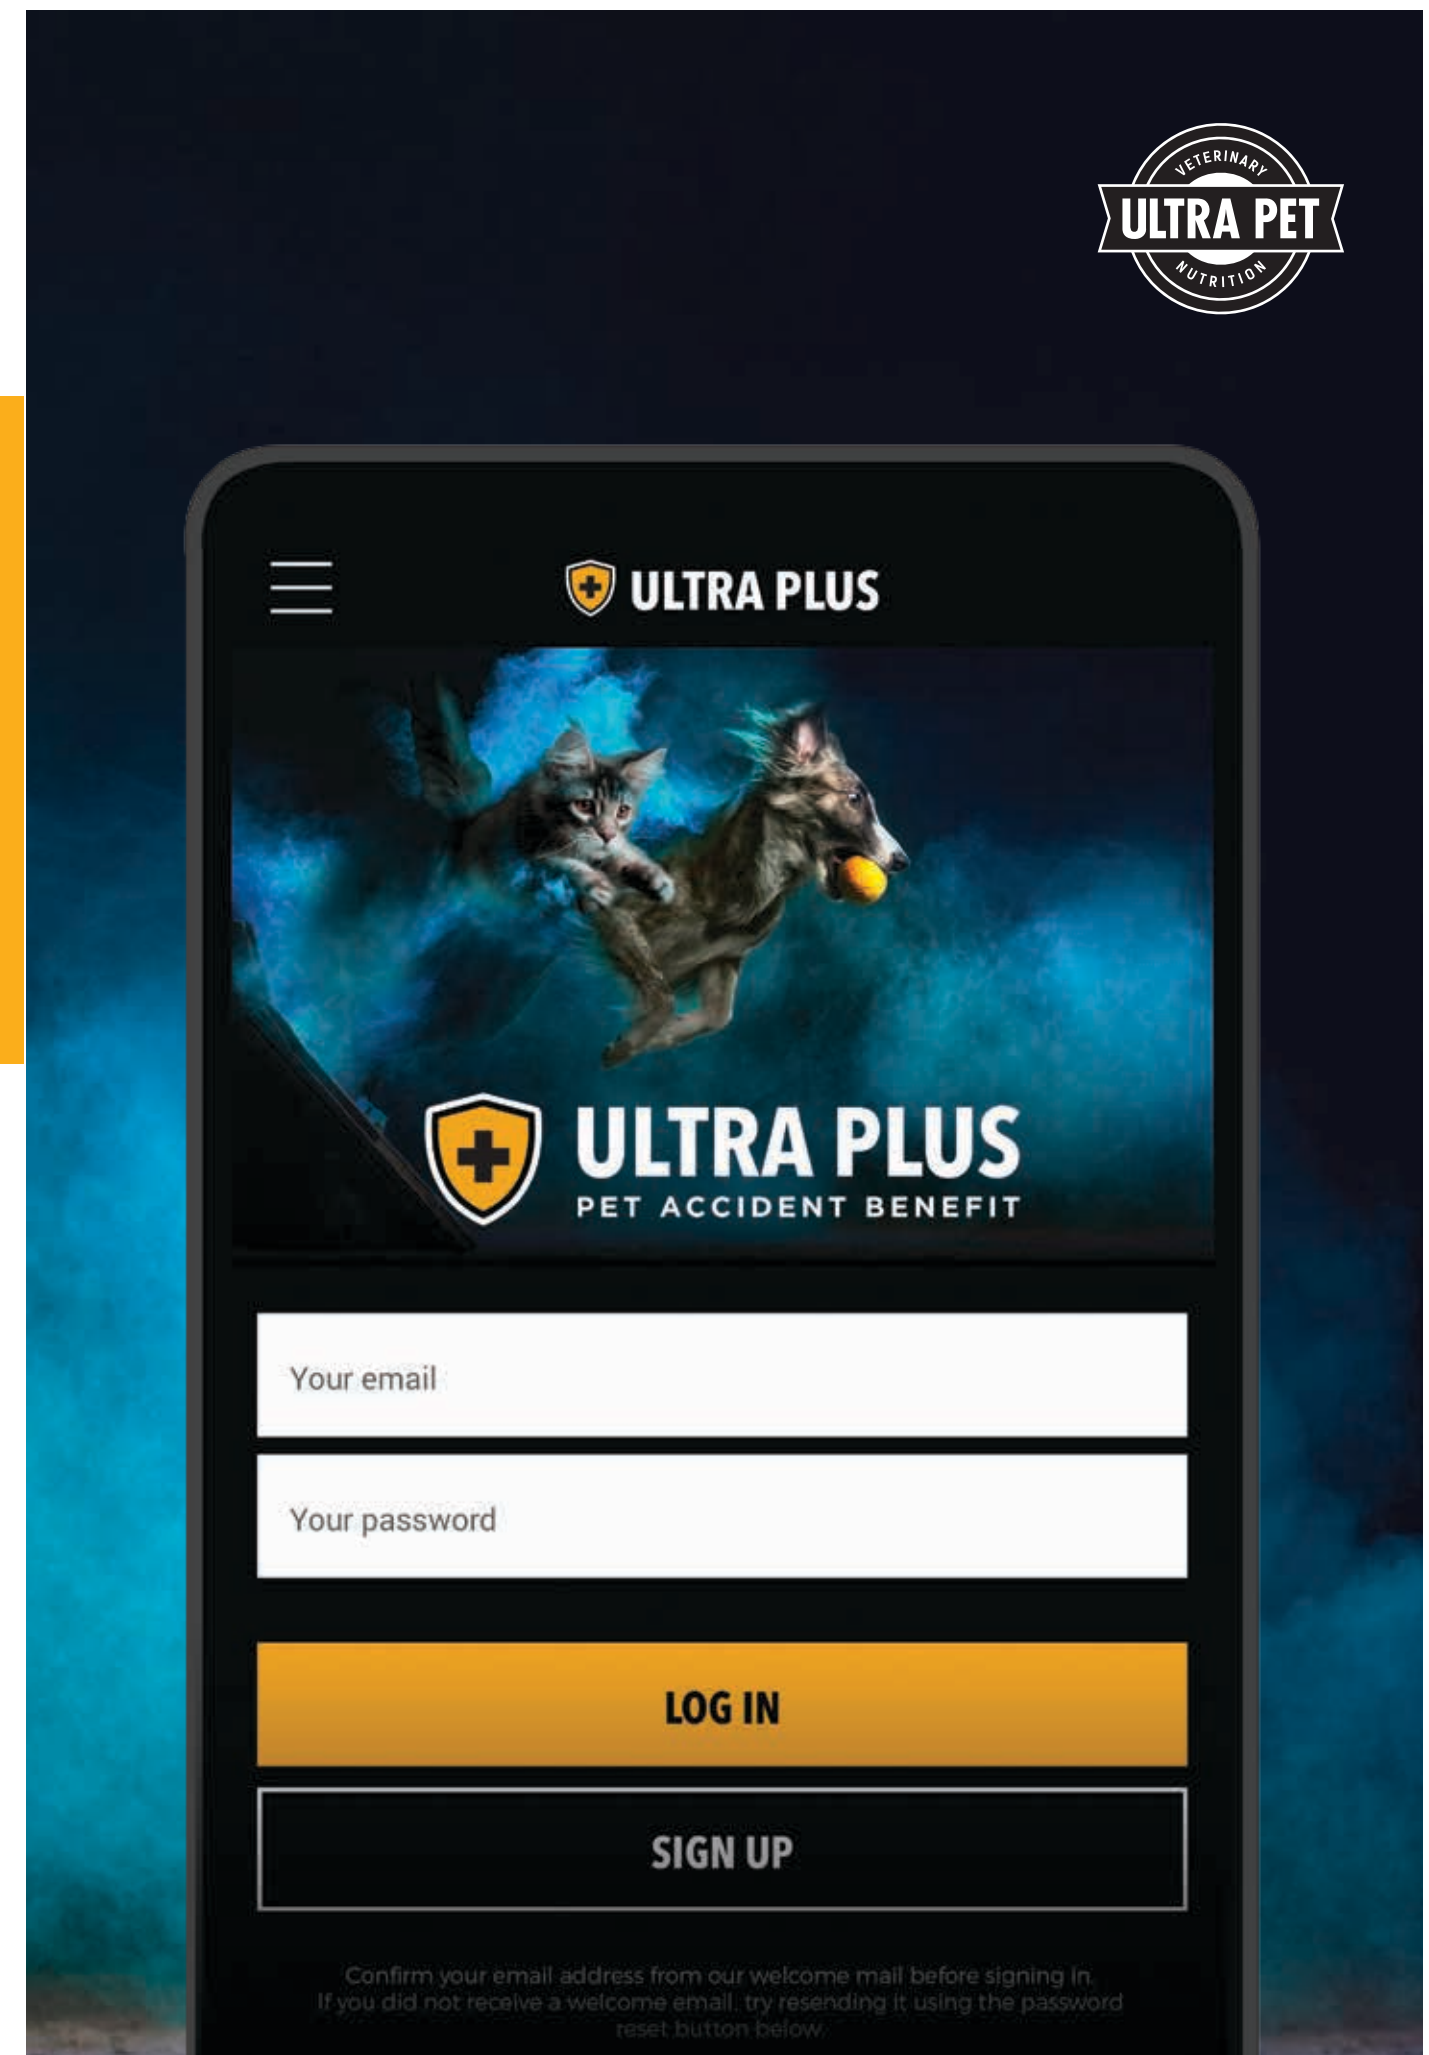 VETERINARY
ULTRA PET
NUTRITION
ULTRA PLUS
ULTRA PLUS
PET ACCIDENT BENEFIT
Your email
Your password
LOG IN
SIGN UP
Confirm your email address from our welcome mail before signing in.
If you did not receive a welcome email, try resending it using the password
reset button below.